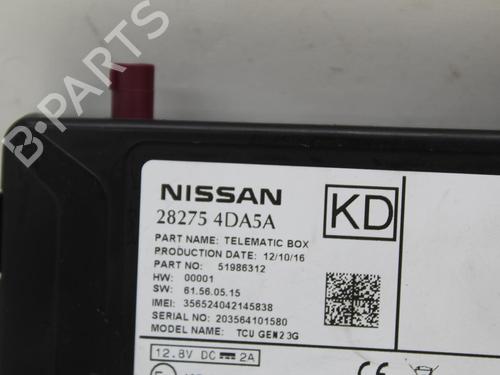 NISSAN
KD
28275 4DA5A
PART NAME: TELEMATIC BOX
PRODUCTION DATE: 12/10/16
PART NO: 51986312
HW: 00001
SW: 61.56.05.15
IMEI: 356524042145838
SERIAL NO: 203564101580
MODEL NAME: TCU GEN2 3G
12.8V DC 2A
CE